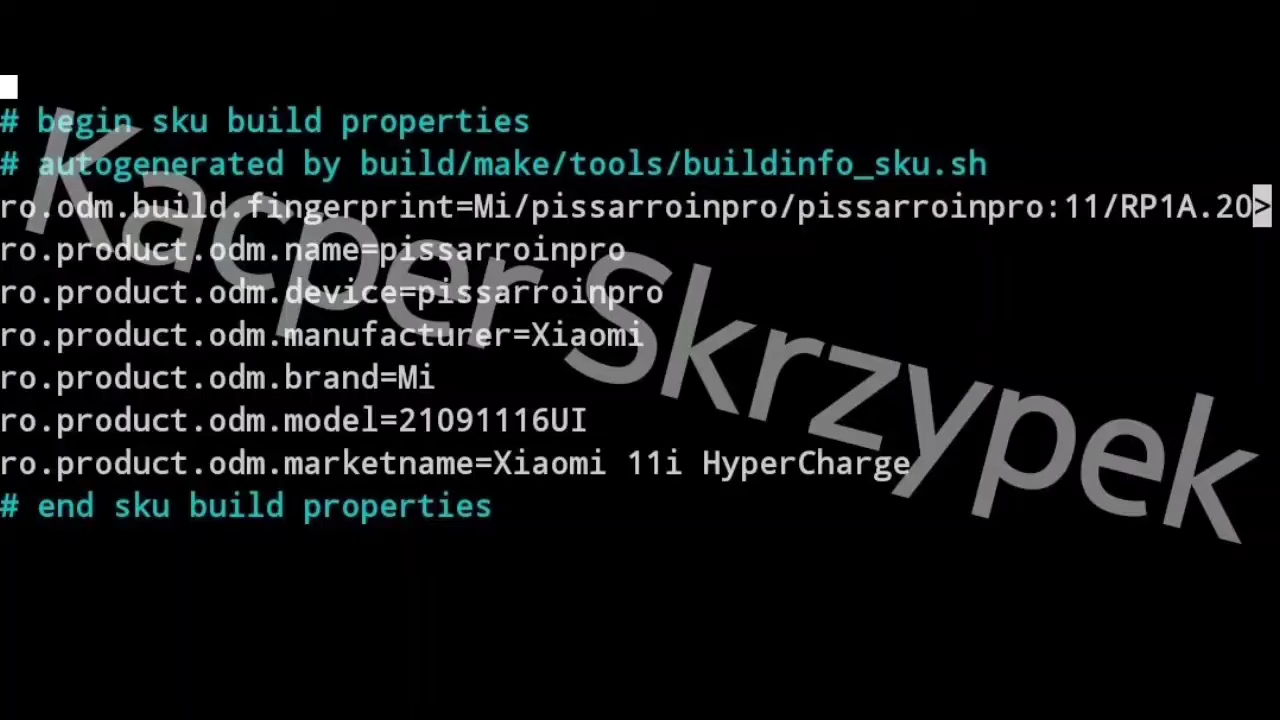 # begin sku build properties
# autogenerated by build/make/tools/buildinfo_sku.sh
ro.odm.build.fingerprint=Mi/pissarroinpro/pissarroinpro:11/RP1A.20>
ro.product.odm.name=pissarroinpro
ro.product.odm.device=pissarroinpro
ro.product.odm.manufacturer=Xiaomi
ro.product.odm.brand=Mi
ro.product.odm.model=21091116UI
ro.product.odm.marketname=Xiaomi 11i HyperCharge
# end sku build properties
Kacper Skrzypek